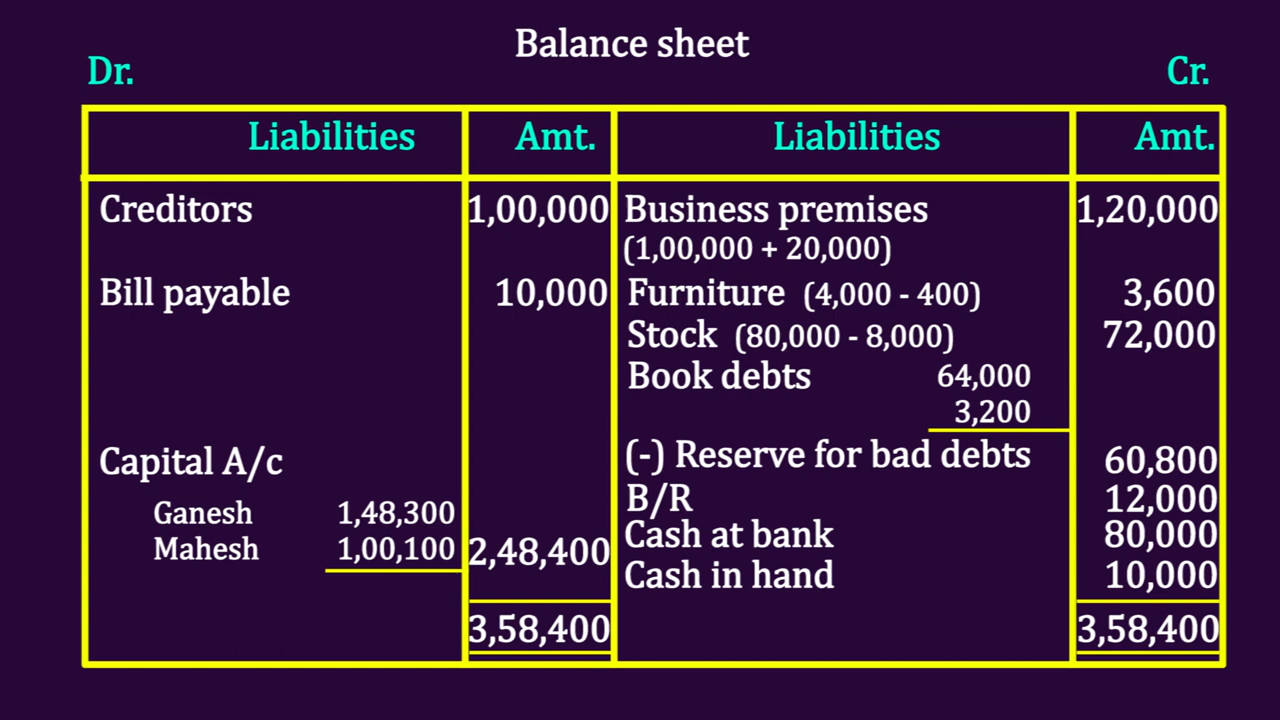 Balance sheet
Dr. Cr.
Liabilities Amt. Liabilities Amt.
Creditors 1,00,000 Business premises 1,20,000
(1,00,000 + 20,000)
Bill payable 10,000 Furniture (4,000 - 400) 3,600
Stock (80,000 - 8,000) 72,000
Book debts 64,000
3,200
Capital A/c (-) Reserve for bad debts 60,800
B/R 12,000
Ganesh 1,48,300
Cash at bank 80,000
Mahesh 1,00,100 2,48,400
Cash in hand 10,000
3,58,400 3,58,400